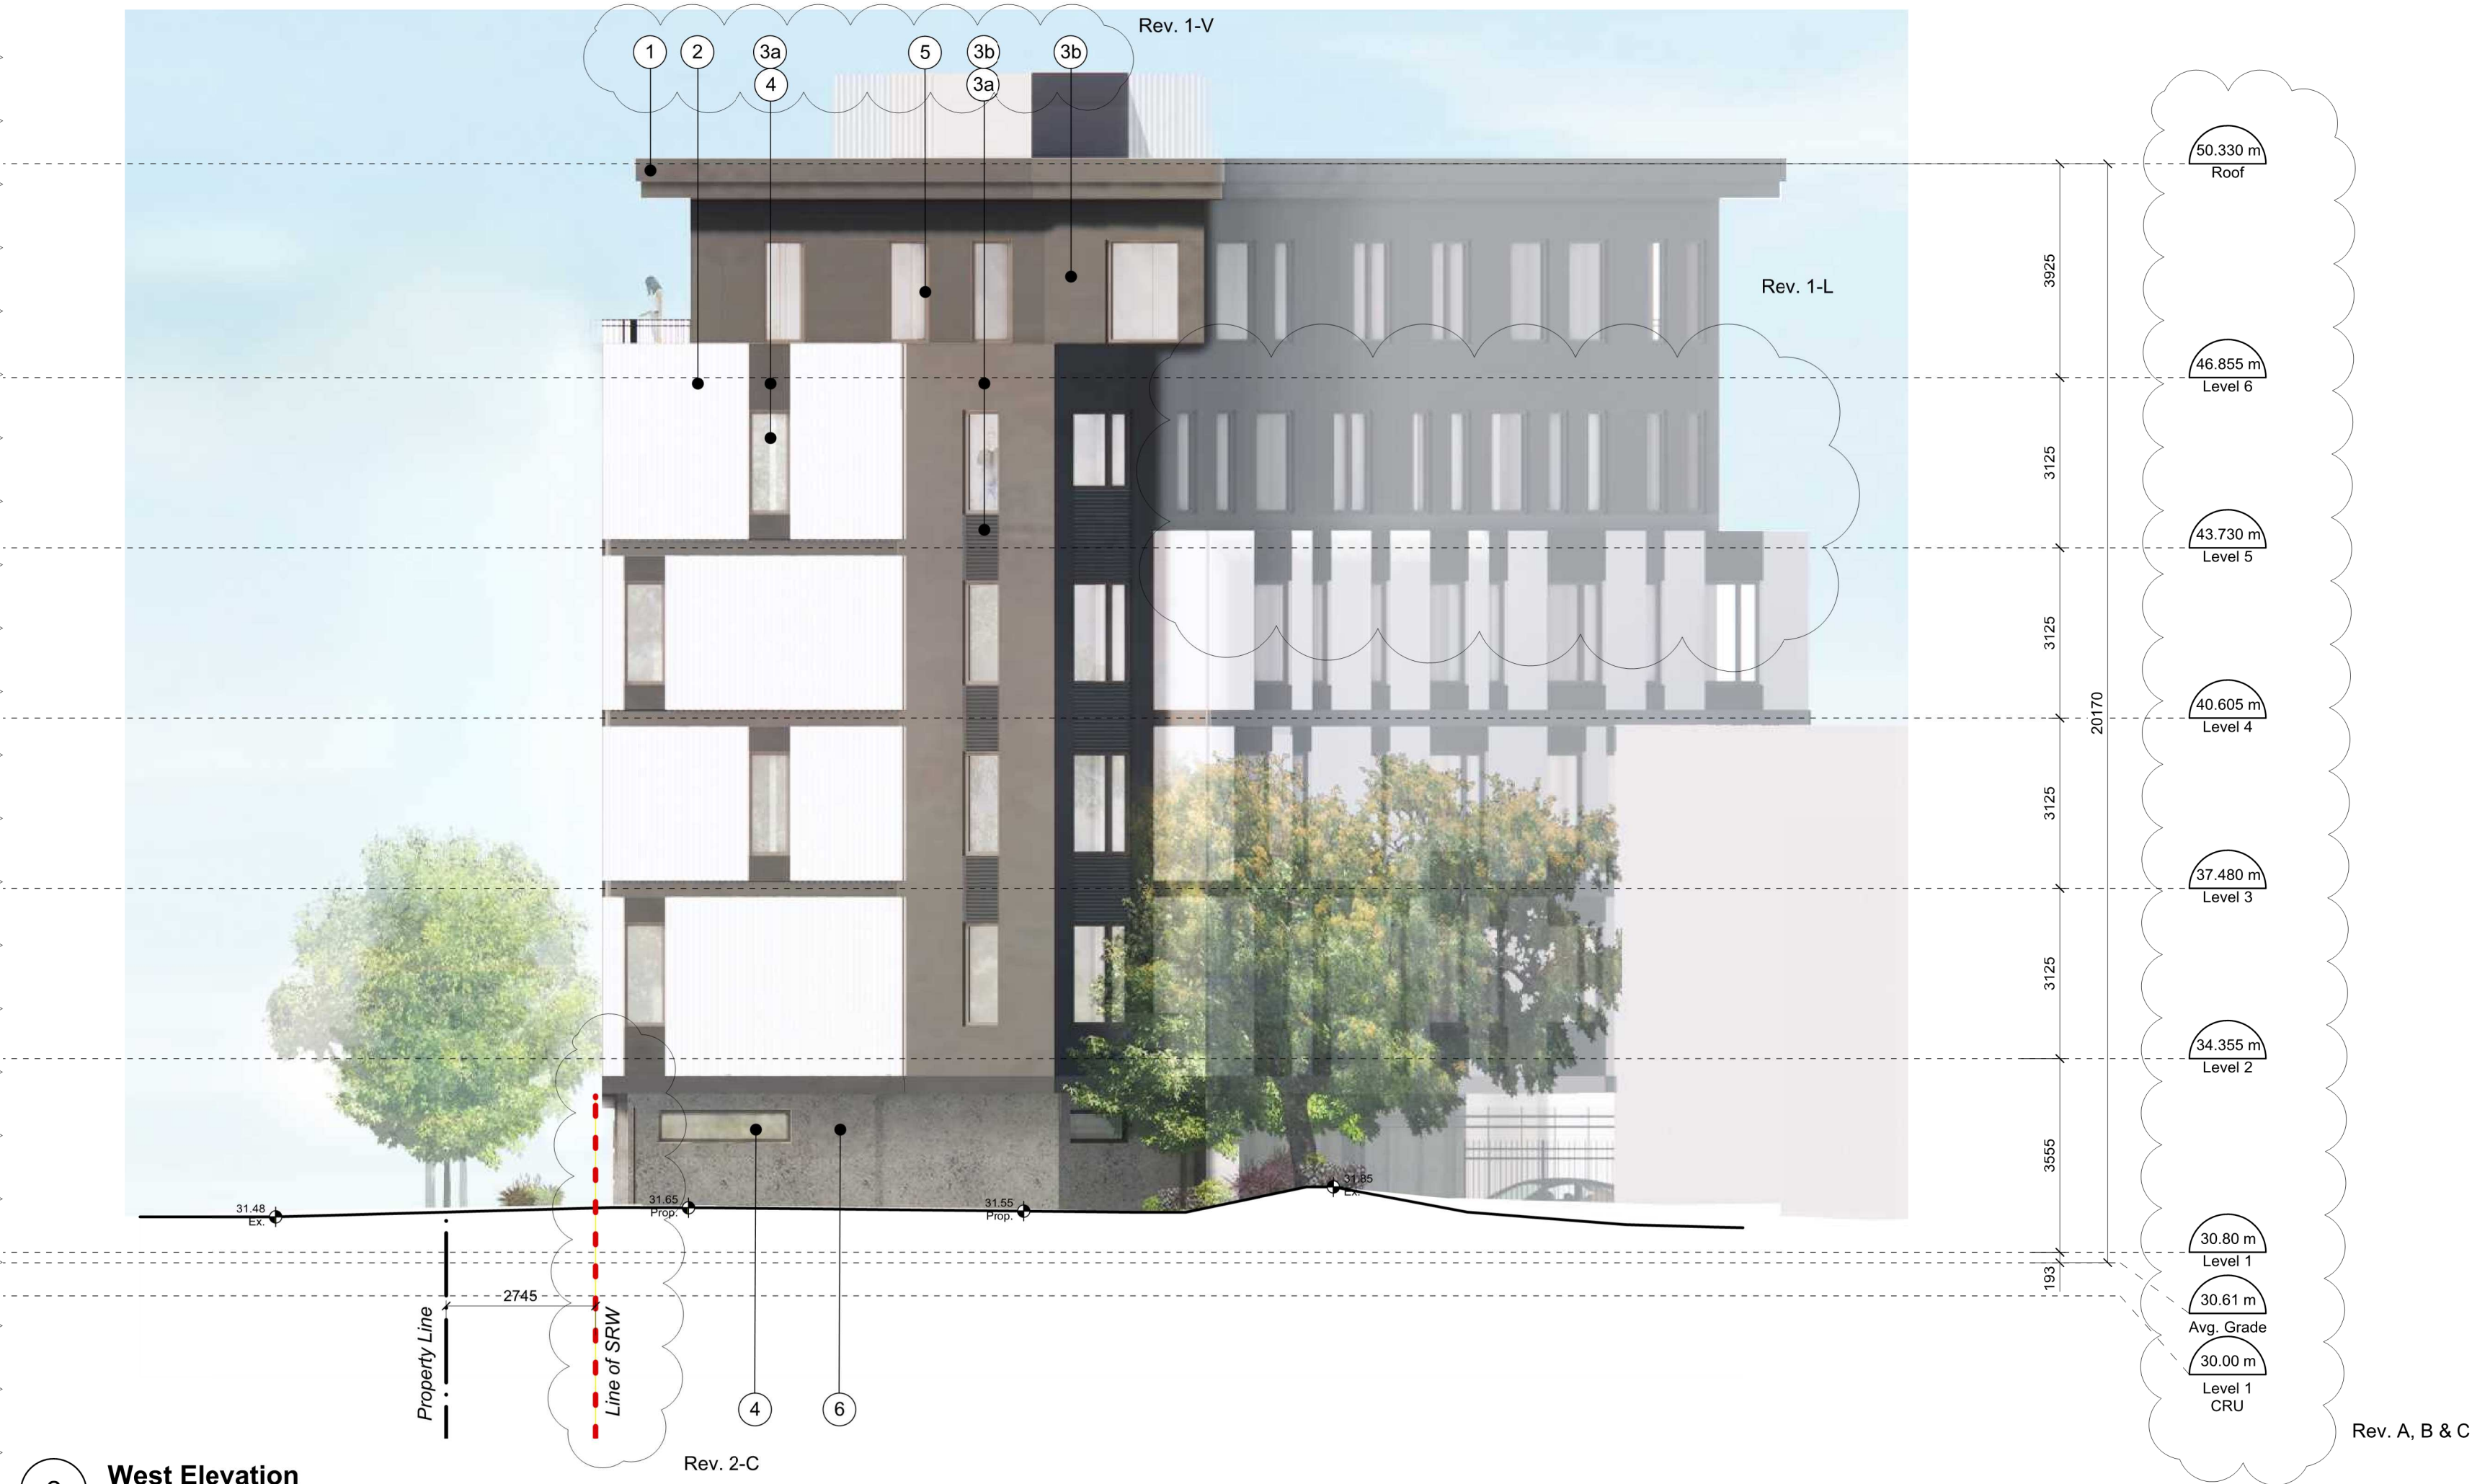 Rev. 1-V
1
2
3a
5
3b
3b
4
3a
50.330 m
Roof
3925
Rev. 1-L
46.855 m
Level 6
3125
43.730 m
Level 5
3125
40.605 m
Level 4
20170
3125
37.480 m
Level 3
3125
34.355 m
Level 2
3555
31.48
Ex.
31.65
Prop.
31.55
Prop.
31.85
Ex.
30.80 m
Level 1
193
30.61 m
Avg. Grade
2745
Property Line
Line of SRW
30.00 m
Level 1
CRU
4
6
Rev. A, B & C
Rev. 2-C
West Elevation